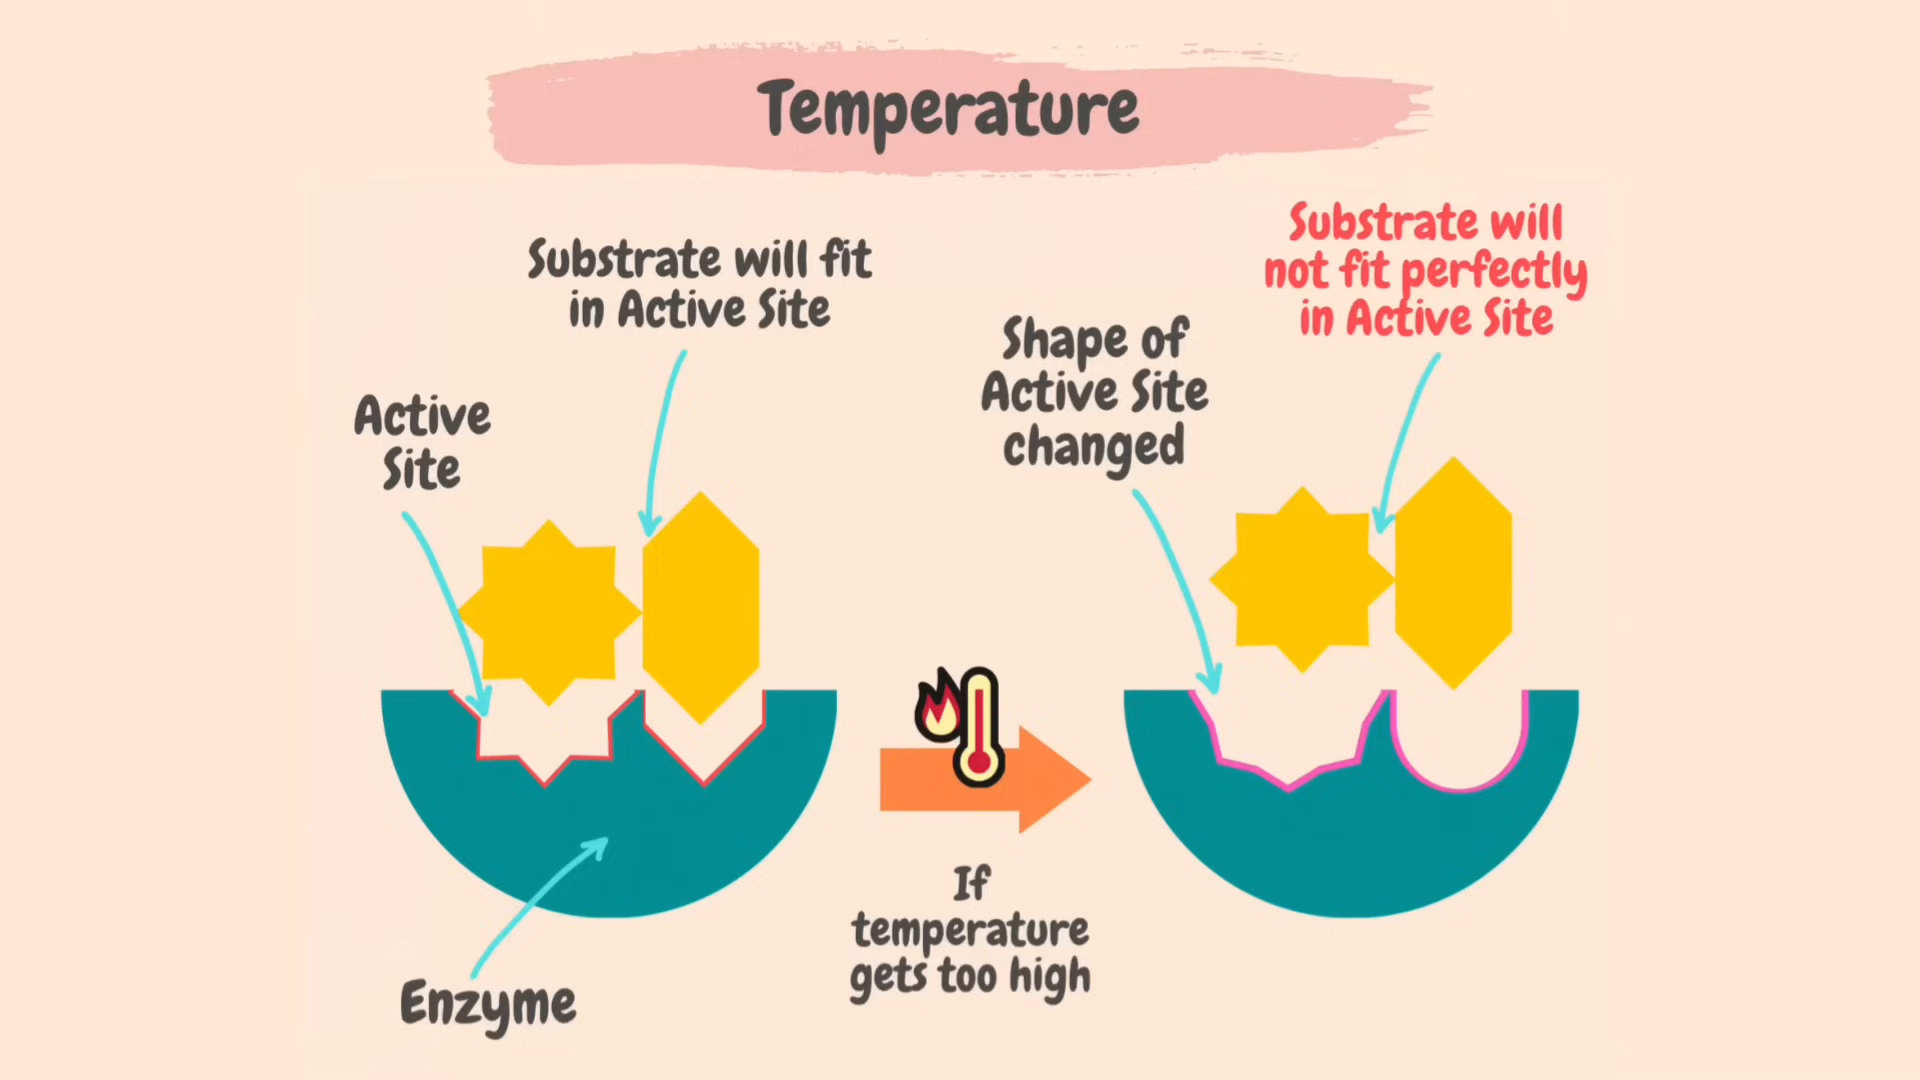 Temperature
Substrate will fit
in Active Site
Active
Site
Enzyme
If
temperature
gets too high
Shape of
Active Site
changed
Substrate will
not fit perfectly
in Active Site